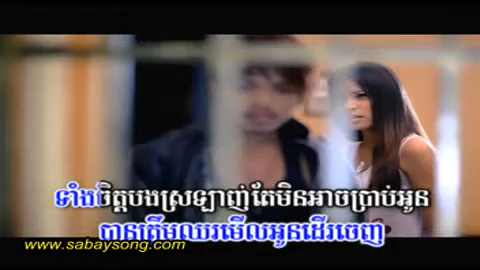 ទាំងចិត្តបងស្រឡាញ់តែមិនអាចប្រាប់អូន
បានត្រឹមឈរមើលអូនដើរចេញ
www.sabaysong.com